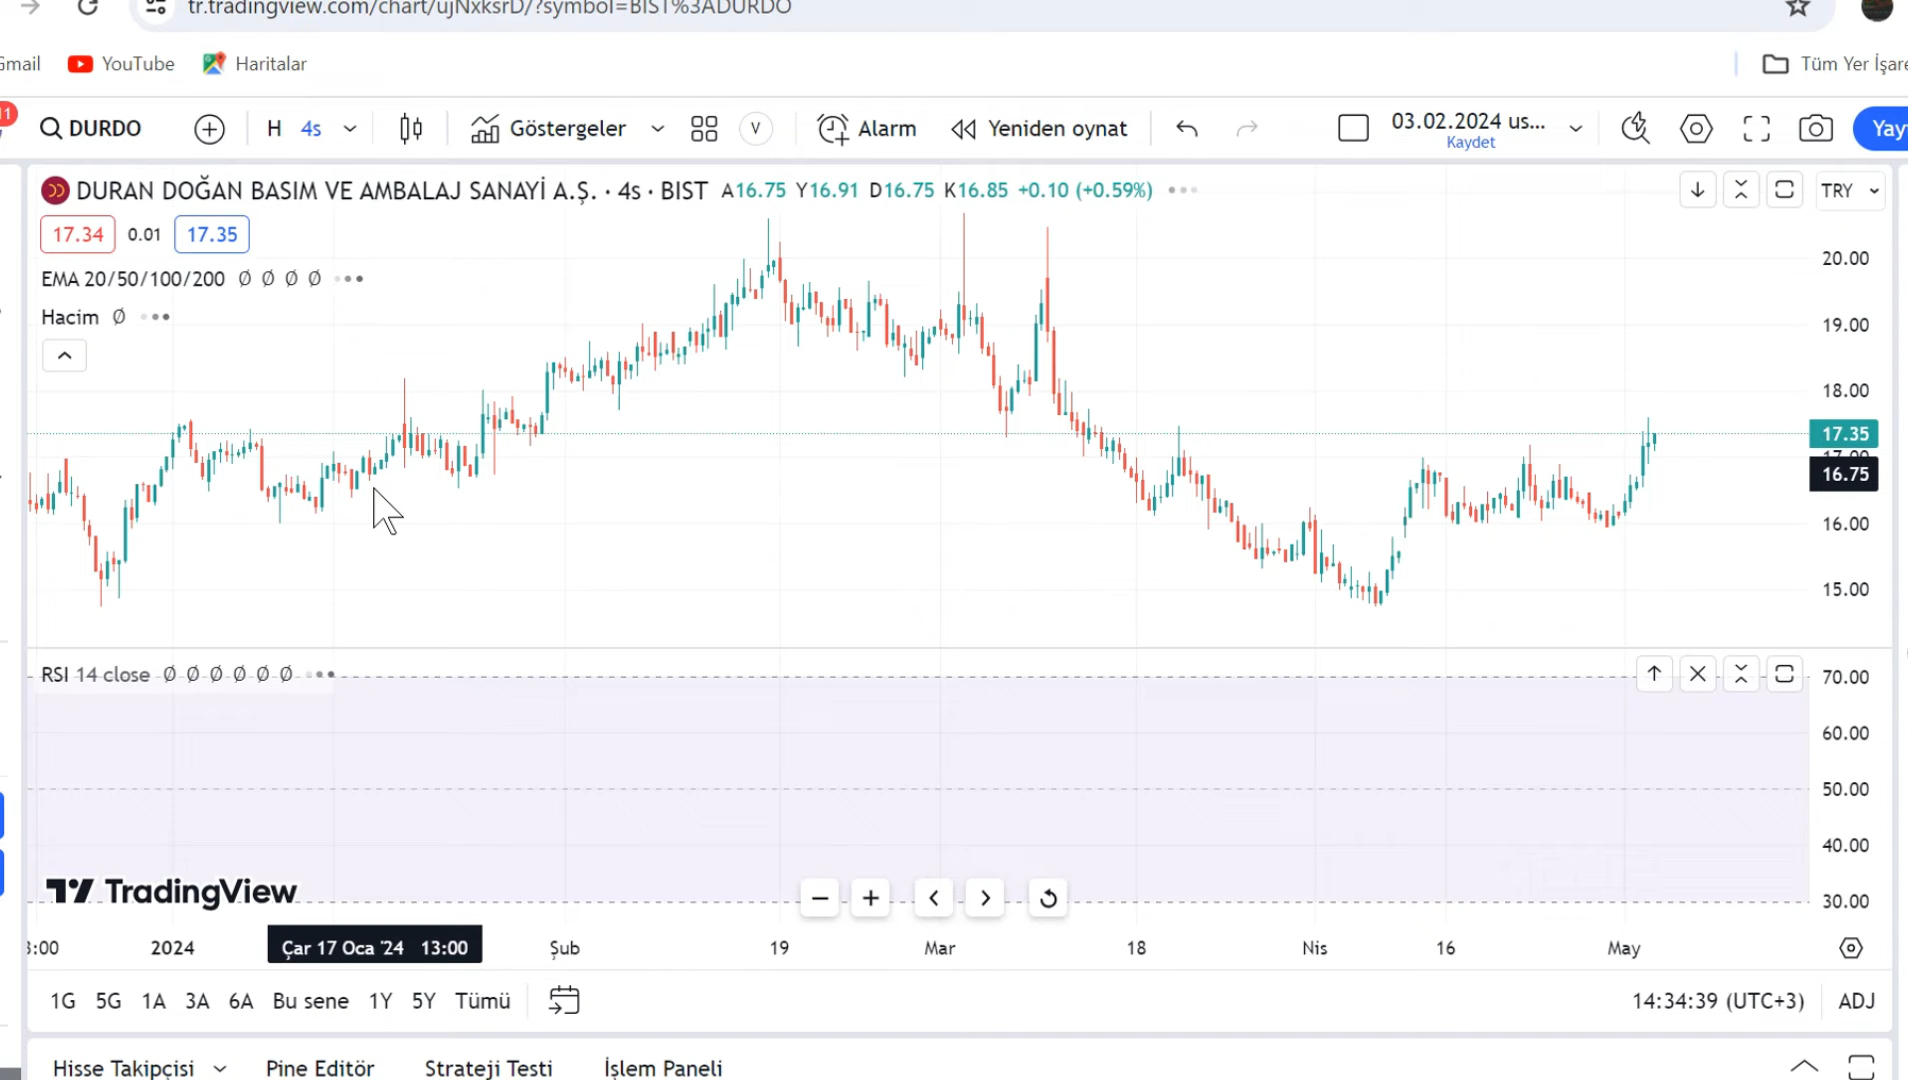 tr.tradingview.com/chart/ujNxksrD/?symbol=BIST%3ADURDO
Gmail YouTube Haritalar Tüm Yer İşare
11
DURDO H 4s Göstergeler V Alarm Yeniden oynat 03.02.2024 us... Kaydet Yay
DURAN DOĞAN BASIM VE AMBALAJ SANAYİ A.Ş. · 4s · BIST A16.75 Y16.91 D16.75 K16.85 +0.10 (+0.59%) TRY
17.34 0.01 17.35
EMA 20/50/100/200 Ø Ø Ø Ø
Hacim Ø
20.00
19.00
18.00
17.35
17.00
16.75
16.00
15.00
RSI 14 close Ø Ø Ø Ø Ø Ø
70.00
60.00
50.00
40.00
30.00
TradingView
3:00 2024 Çar 17 Oca '24 13:00 Şub 19 Mar 18 Nis 16 May
1G 5G 1A 3A 6A Bu sene 1Y 5Y Tümü 14:34:39 (UTC+3) ADJ
Hisse Takipçisi Pine Editör Strateji Testi İşlem Paneli